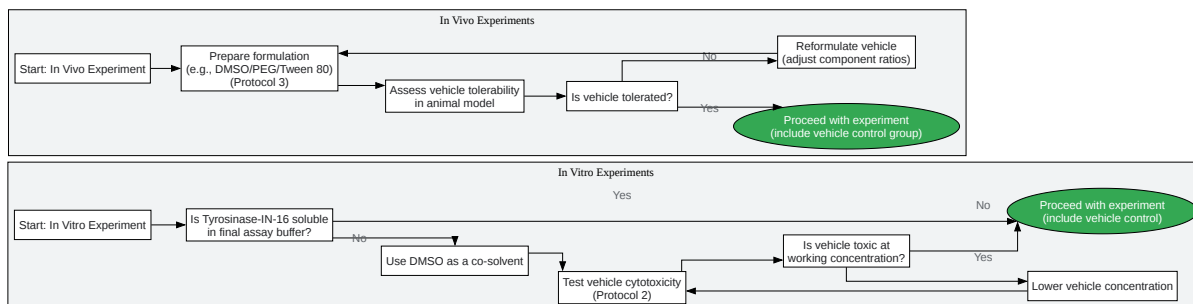 In Vivo Experiments
Start: In Vivo Experiment
Prepare formulation
(e.g., DMSO/PEG/Tween 80)
(Protocol 3)
Assess vehicle tolerability
in animal model
Is vehicle tolerated?
No
Yes
Reformulate vehicle
(adjust component ratios)
Proceed with experiment
(include vehicle control group)
In Vitro Experiments
Start: In Vitro Experiment
Is Tyrosinase-IN-16 soluble
in final assay buffer?
Yes
No
Use DMSO as a co-solvent
Test vehicle cytotoxicity
(Protocol 2)
Is vehicle toxic at
working concentration?
No
Yes
Proceed with experiment
(include vehicle control)
Lower vehicle concentration